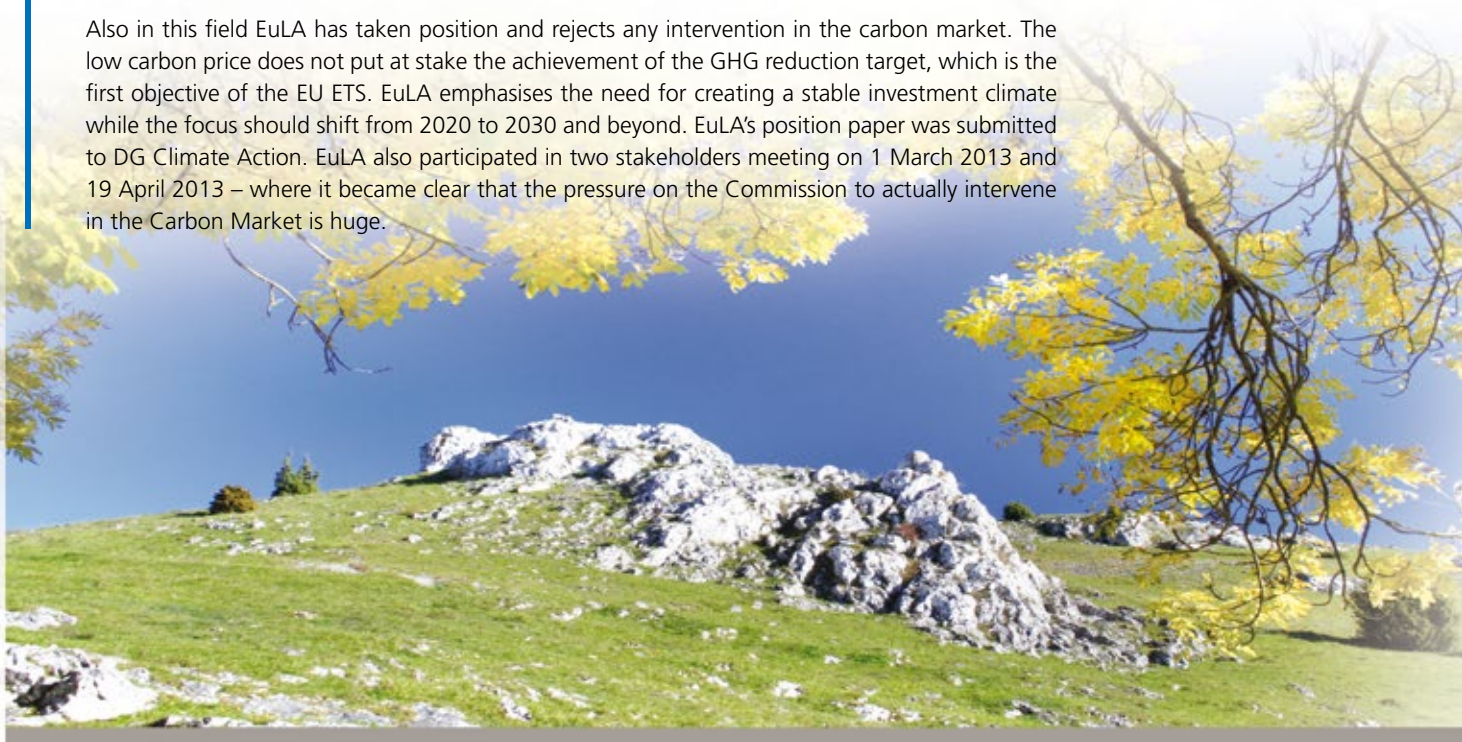 Also in this field EuLA has taken position and rejects any intervention in the carbon market. The
low carbon price does not put at stake the achievement of the GHG reduction target, which is the
first objective of the EU ETS. EuLA emphasises the need for creating a stable investment climate
while the focus should shift from 2020 to 2030 and beyond. EuLA’s position paper was submitted
to DG Climate Action. EuLA also participated in two stakeholders meeting on 1 March 2013 and
19 April 2013 – where it became clear that the pressure on the Commission to actually intervene
in the Carbon Market is huge.